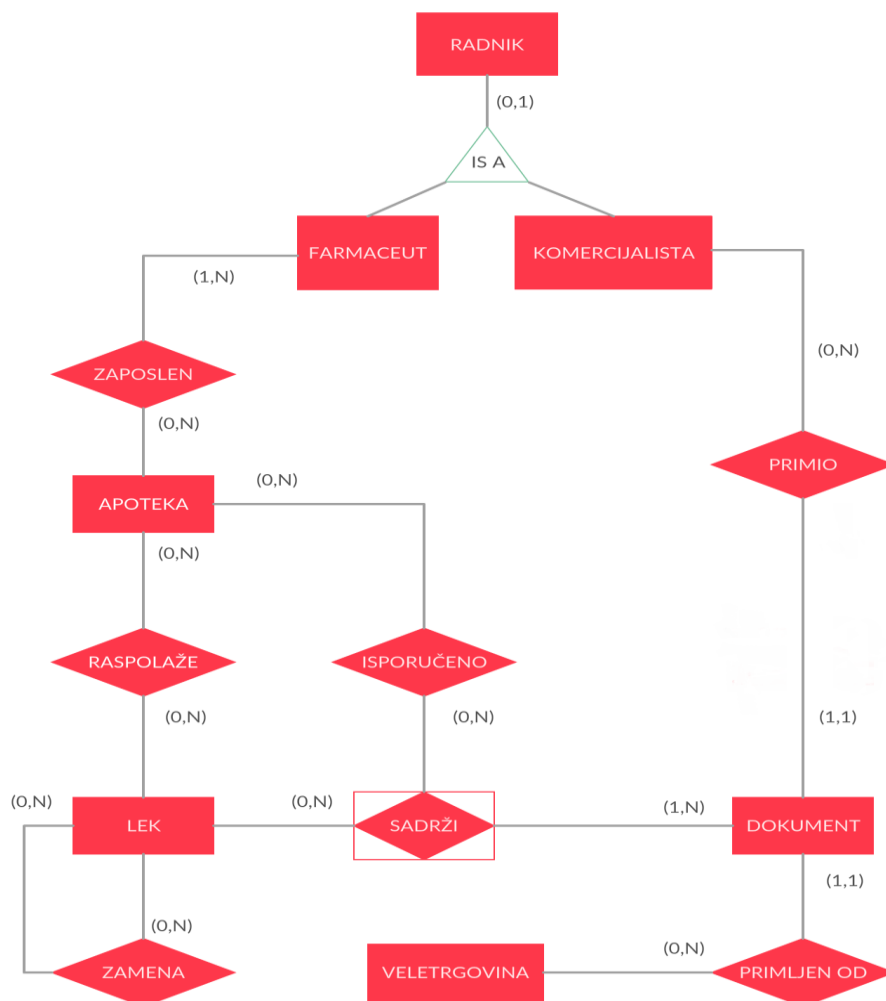 RADNIK
(0,1)
IS A
FARMACEUT
KOMERCIJALISTA
(1,N)
(0,N)
ZAPOSLEN
(0,N)
PRIMIO
(0,N)
APOTEKA
(0,N)
RASPOLAŽE
ISPORUČENO
(0,N)
(0,N)
(1,1)
(0,N)
(0,N)
(1,N)
LEK
SADRŽI
DOKUMENT
(1,1)
(0,N)
(0,N)
ZAMENA
VELETRGOVINA
PRIMLJEN OD